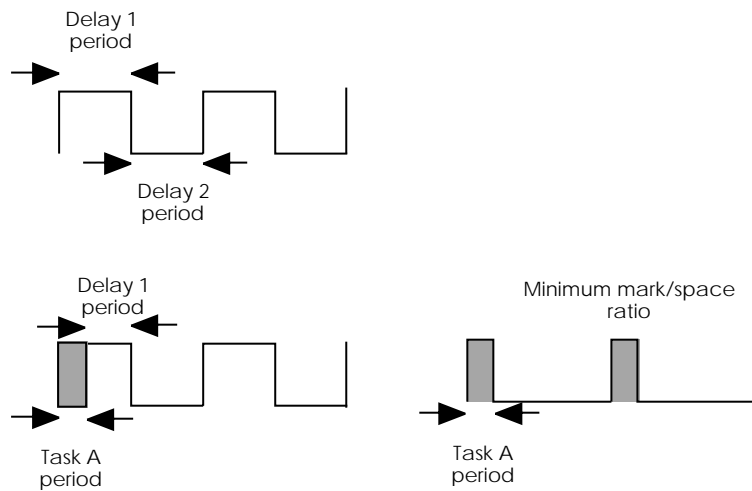 Delay 1
period
Delay 2
period
Delay 1
period
Minimum mark/space
ratio
Task A
period
Task A
period